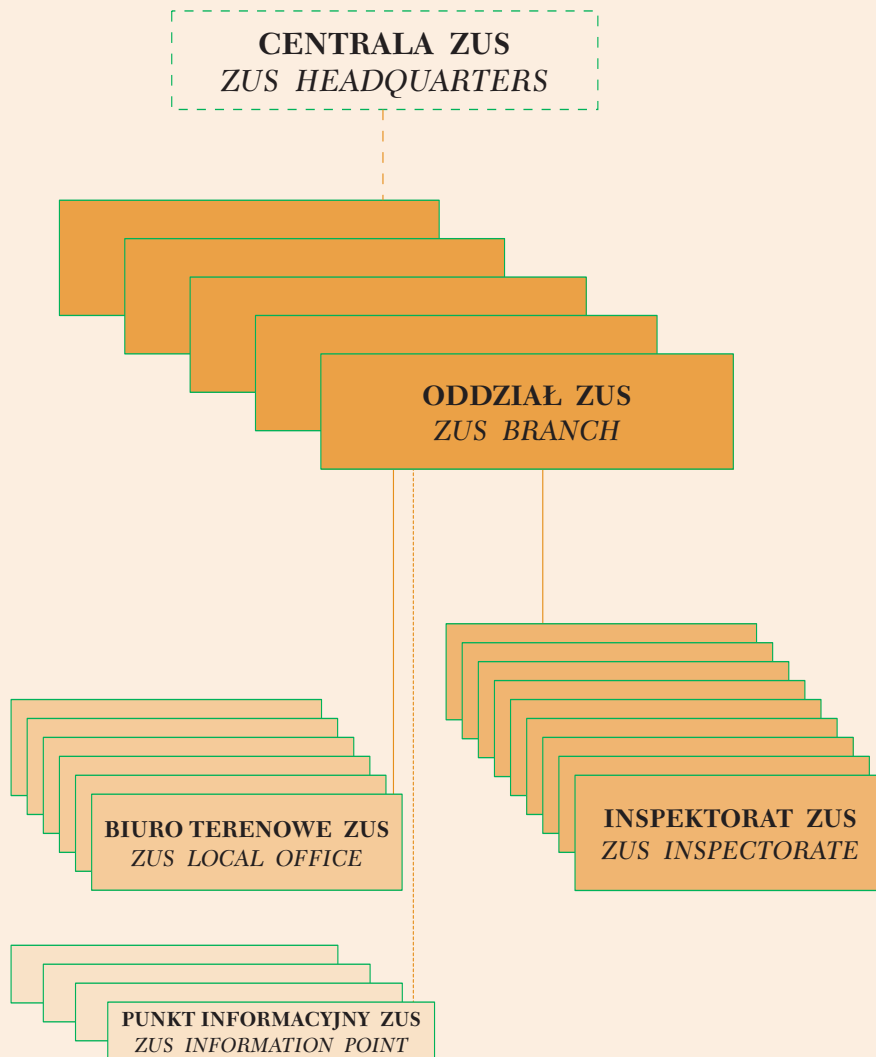 CENTRALA ZUS
ZUS HEADQUARTERS
ODDZIAŁ ZUS
ZUS BRANCH
BIURO TERENOWE ZUS
ZUS LOCAL OFFICE
INSPEKTORAT ZUS
ZUS INSPECTORATE
PUNKT INFORMACYJNY ZUS
ZUS INFORMATION POINT